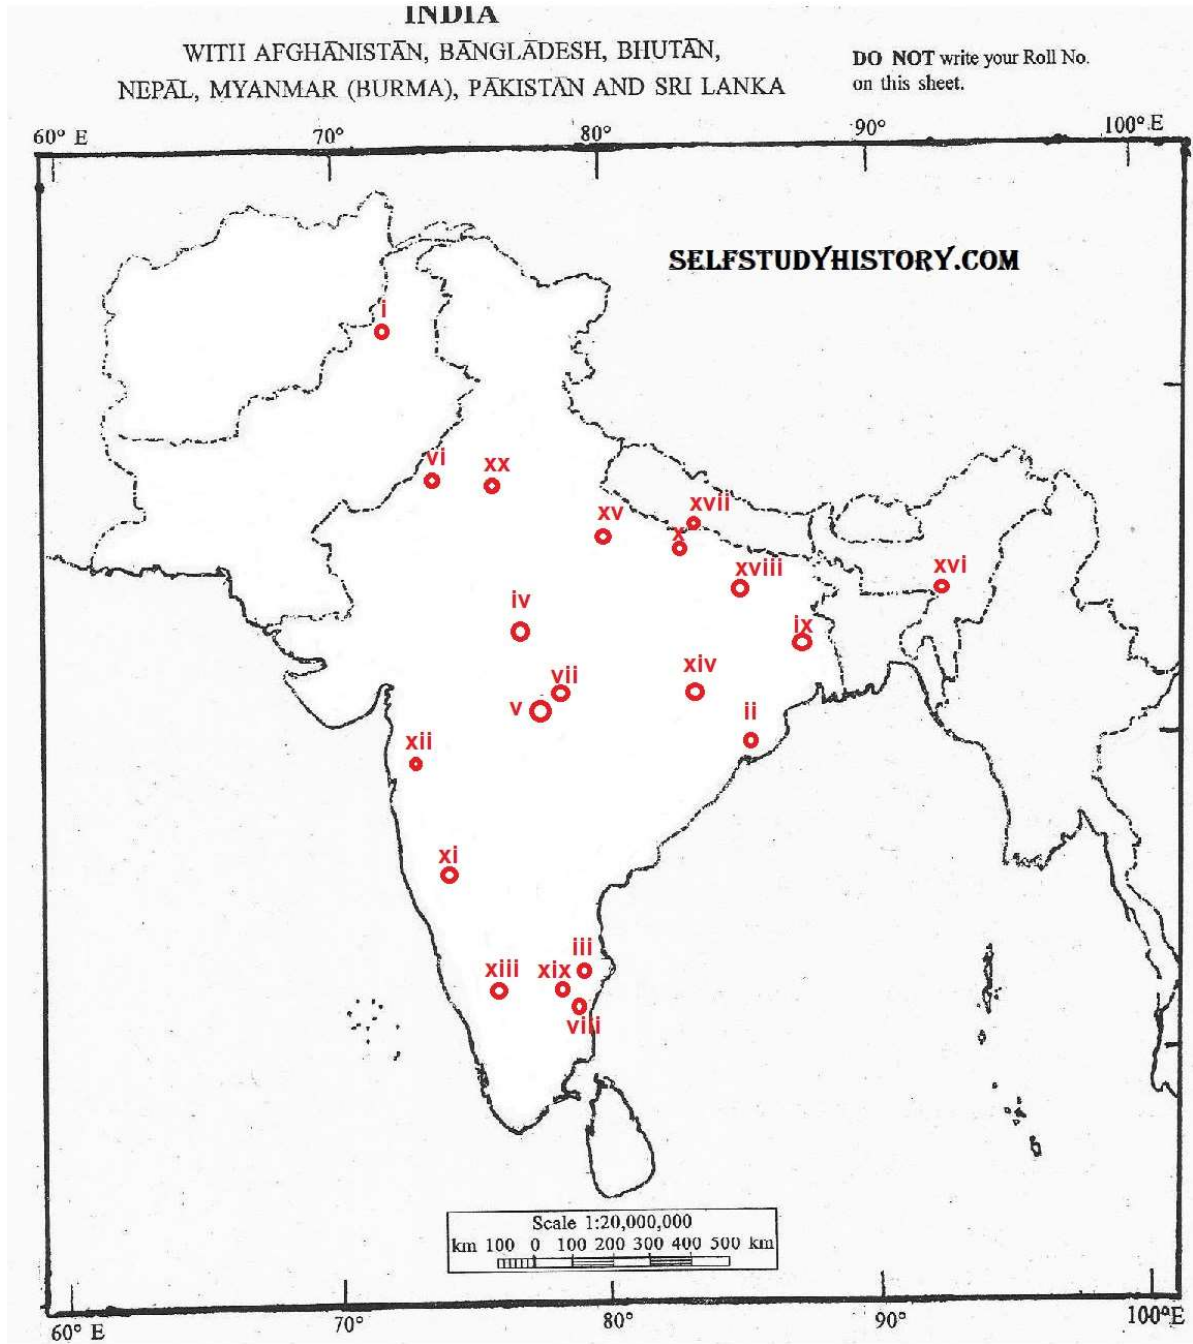 INDIA
WITH AFGHĀNISTĀN, BĀNGLĀDESH, BHUTĀN,
NEPĀL, MYANMAR (BURMA), PĀKISTĀN AND SRI LANKA
DO NOT write your Roll No.
on this sheet.
60° E 70° 80° 90° 100° E
SELFSTUDYHISTORY.COM
i
vi xx
xvii
xv
x
xviii xvi
iv
ix
vii xiv
v
ii
xii
xi
iii
xiii xix
viii
Scale 1:20,000,000
km 100 0 100 200 300 400 500 km
60° E 70° 80° 90° 100°E